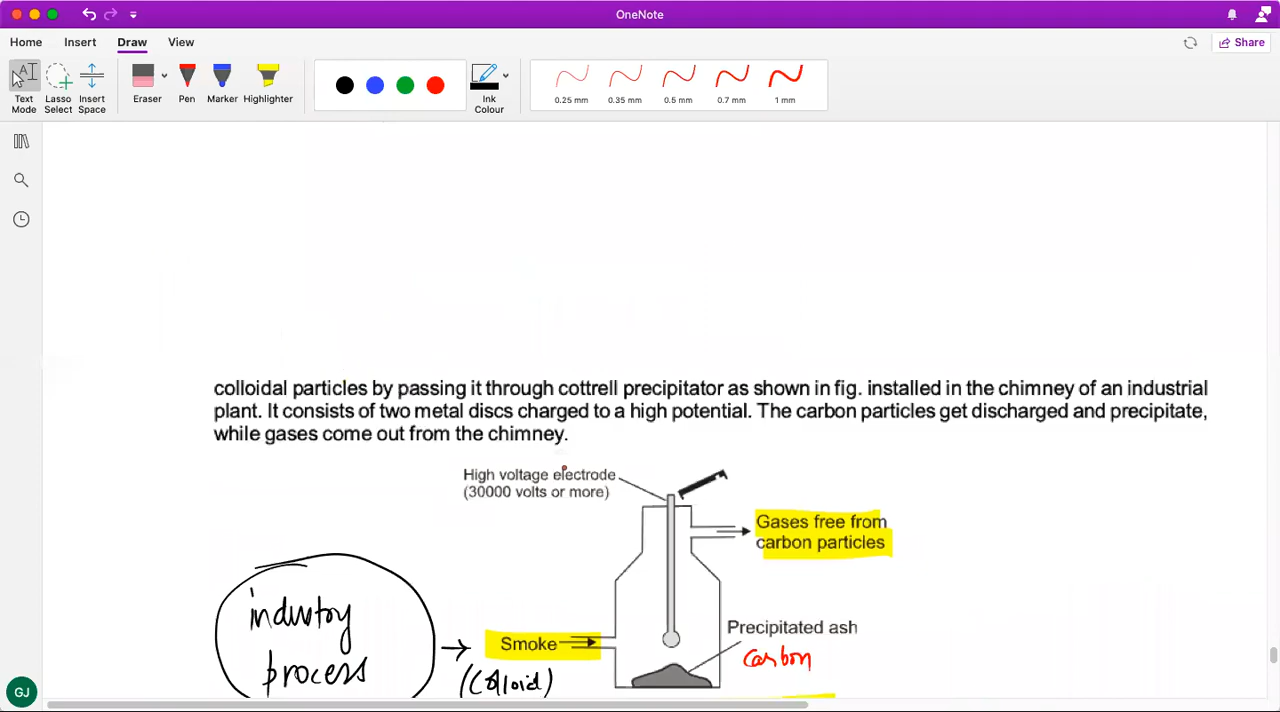 OneNote
Home Insert Draw View
Share
Text Mode
Lasso Select
Insert Space
Eraser
Pen
Marker
Highlighter
Ink Colour
0.25 mm
0.35 mm
0.5 mm
0.7 mm
1 mm
colloidal particles by passing it through cottrell precipitator as shown in fig. installed in the chimney of an industrial
plant. It consists of two metal discs charged to a high potential. The carbon particles get discharged and precipitate,
while gases come out from the chimney.
High voltage electrode
(30000 volts or more)
Gases free from
carbon particles
industry
process
Smoke
(Colloid)
Precipitated ash
Carbon
GJ